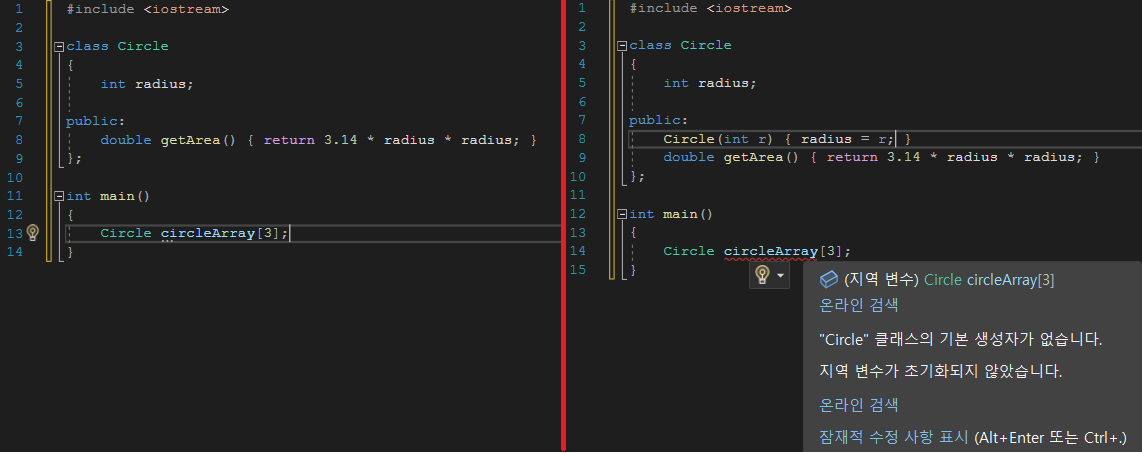 1 #include <iostream>
2
3 class Circle
4 {
5 int radius;
6
7 public:
8 double getArea() { return 3.14 * radius * radius; }
9 };
10
11 int main()
12 {
13 Circle circleArray[3];
14 }
1 #include <iostream>
2
3 class Circle
4 {
5 int radius;
6
7 public:
8 Circle(int r) { radius = r; }
9 double getArea() { return 3.14 * radius * radius; }
10 };
11
12 int main()
13 {
14 Circle circleArray[3];
15 }
(지역 변수) Circle circleArray[3]
온라인 검색
"Circle" 클래스의 기본 생성자가 없습니다.
지역 변수가 초기화되지 않았습니다.
온라인 검색
잠재적 수정 사항 표시 (Alt+Enter 또는 Ctrl+.)